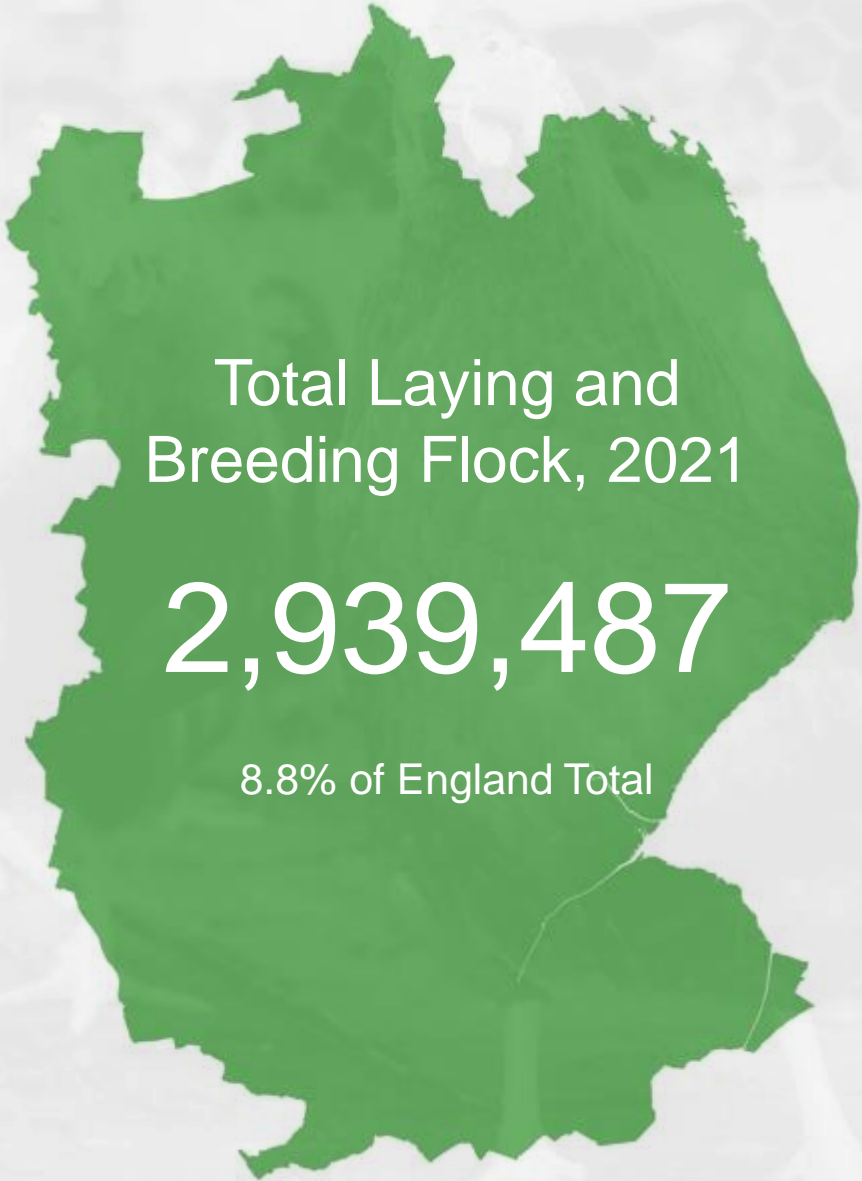 Total Laying and
Breeding Flock, 2021
2,939,487
8.8% of England Total